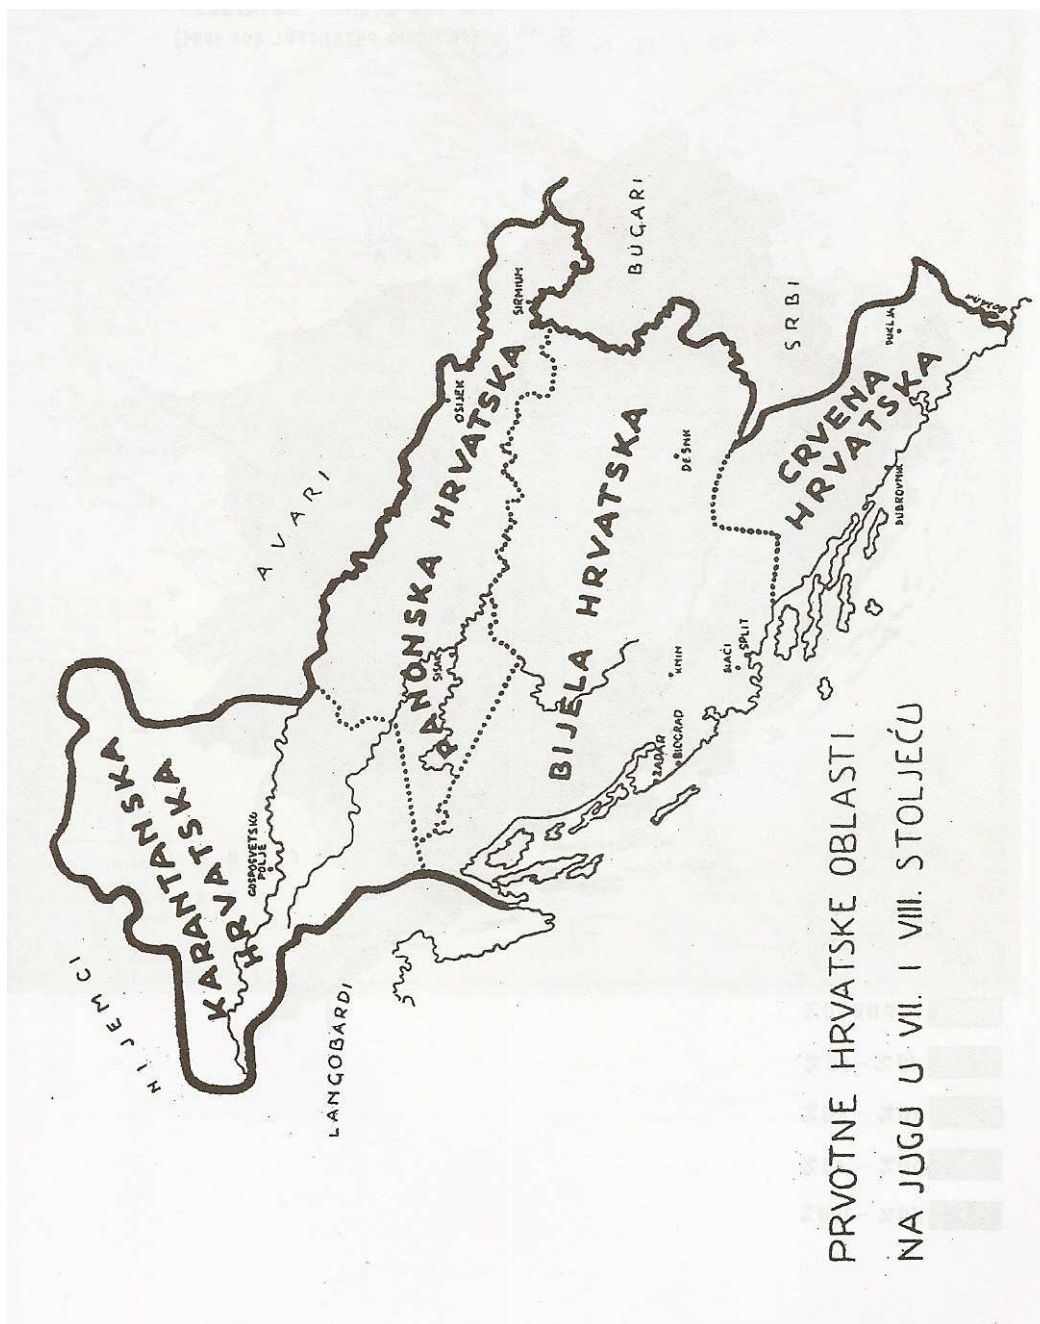 PRVOTNE HRVATSKE OBLASTI
NA JUGU U VII. I VIII. STOLJEĆU
NIJEMCI
KARANTANSKA
HRVATSKA
GOSPOSVETSKO
POLJE
LANGOBARDI
AVARI
PANONSKA HRVATSKA
SISAK
OSIJEK
SIRMIUM
BUGARI
BIJELA HRVATSKA
ZADAR
BIOGRAD
KNIN
SPLIT
DESNIK
SRBI
CRVENA
HRVATSKA
DUBROVNIK
DUKLJA
BOJANA